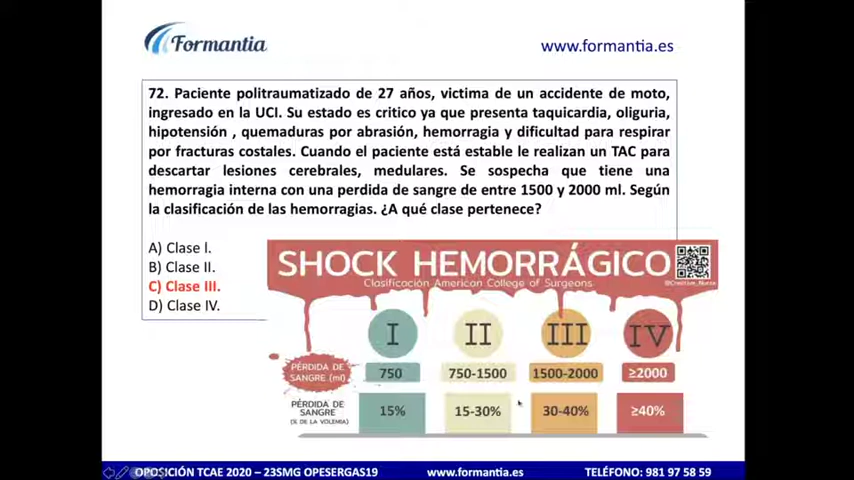 Formantia
www.formantia.es
72. Paciente politraumatizado de 27 años, victima de un accidente de moto,
ingresado en la UCI. Su estado es critico ya que presenta taquicardia, oliguria,
hipotensión , quemaduras por abrasión, hemorragia y dificultad para respirar
por fracturas costales. Cuando el paciente está estable le realizan un TAC para
descartar lesiones cerebrales, medulares. Se sospecha que tiene una
hemorragia interna con una perdida de sangre de entre 1500 y 2000 ml. Según
la clasificación de las hemorragias. ¿A qué clase pertenece?
A) Clase l.
B) Clase II.
C) Clase III.
D) Clase IV.
SHOCK HEMORRÁGICO
Clasificación American College of Surgeons
@Creative_Nurse
I II III IV
PÉRDIDA DE
SANGRE (ml)
750 750-1500 1500-2000 ≥2000
PÉRDIDA DE
SANGRE
(% DE LA VOLEMIA)
15% 15-30% 30-40% ≥40%
OPOSICIÓN TCAE 2020 – 23SMG OPESERGAS19 www.formantia.es TELÉFONO: 981 97 58 59